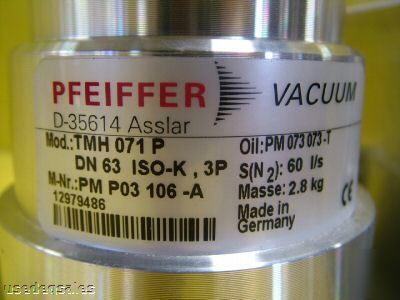 PFEIFFER VACUUM
D-35614 Asslar
Mod.: TMH 071 P Oil: PM 073 073 -T
DN 63 ISO-K , 3P S(N2): 60 l/s
M-Nr.: PM P03 106 -A Masse: 2.8 kg
12979486 Made in
Germany
CE
usedeqsales